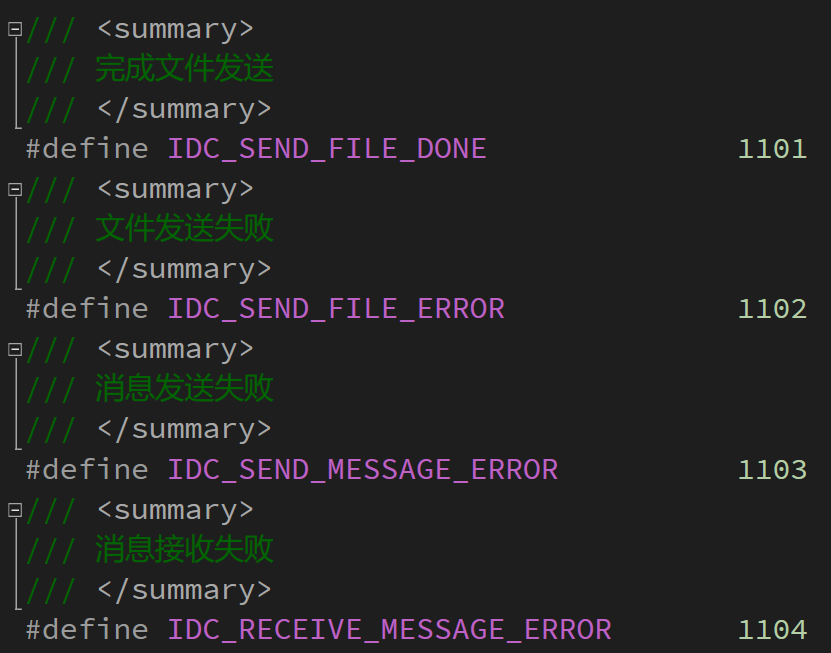 /// <summary>
/// 完成文件发送
/// </summary>
#define IDC_SEND_FILE_DONE 1101
/// <summary>
/// 文件发送失败
/// </summary>
#define IDC_SEND_FILE_ERROR 1102
/// <summary>
/// 消息发送失败
/// </summary>
#define IDC_SEND_MESSAGE_ERROR 1103
/// <summary>
/// 消息接收失败
/// </summary>
#define IDC_RECEIVE_MESSAGE_ERROR 1104